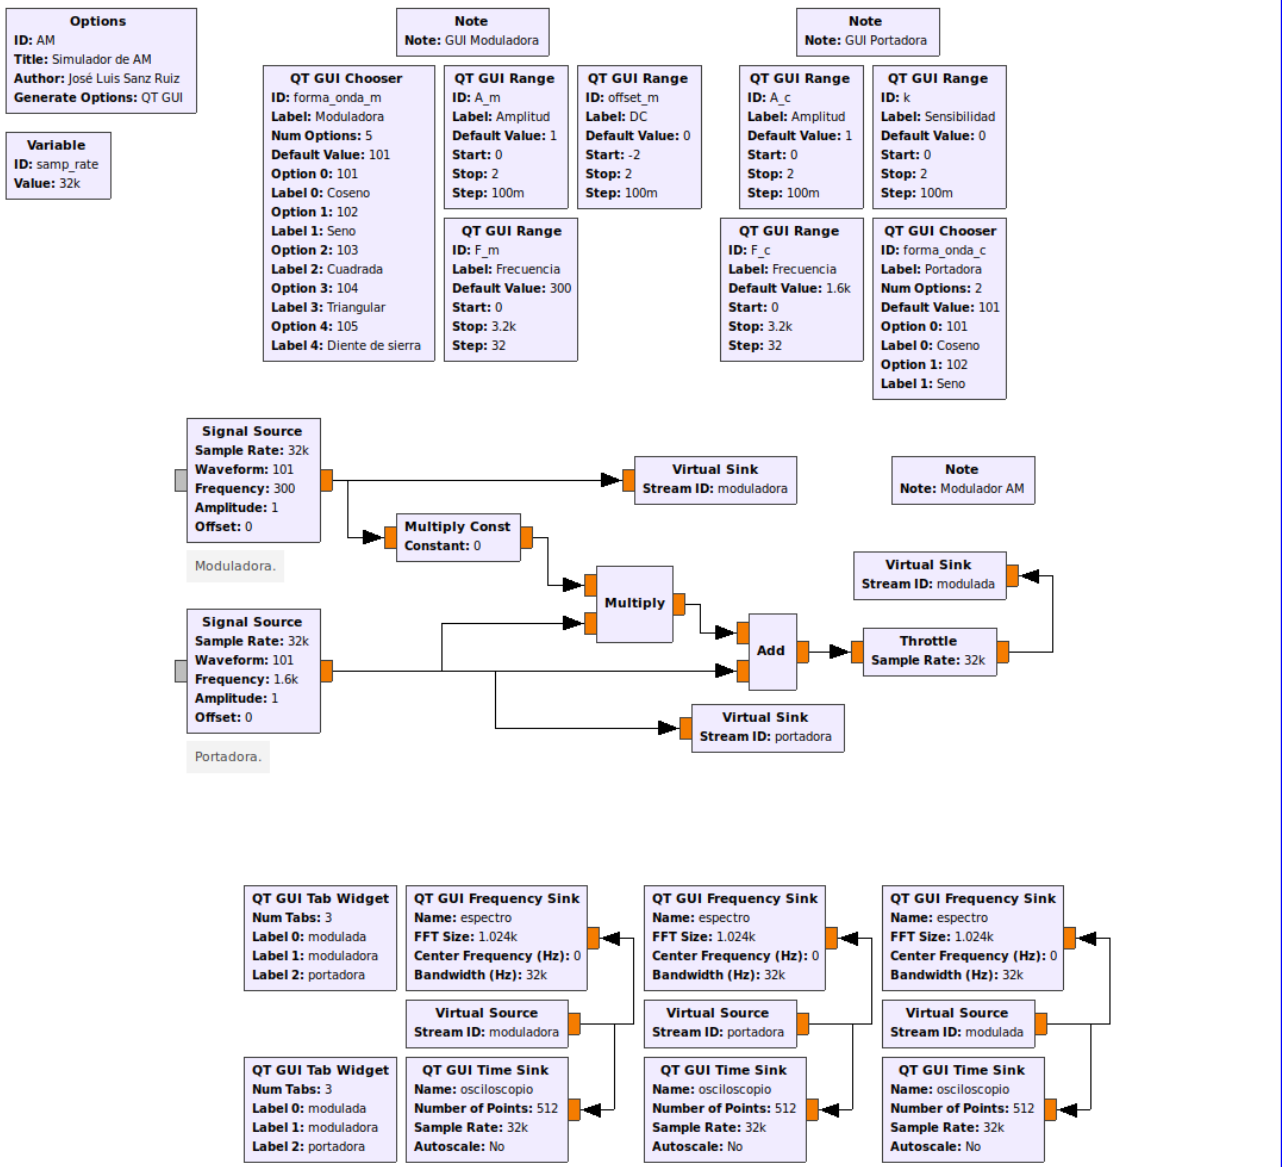 Options
ID: AM
Title: Simulador de AM
Author: José Luis Sanz Ruiz
Generate Options: QT GUI
Variable
ID: samp_rate
Value: 32k
Note
Note: GUI Moduladora
Note
Note: GUI Portadora
QT GUI Chooser
ID: forma_onda_m
Label: Moduladora
Num Options: 5
Default Value: 101
Option 0: 101
Label 0: Coseno
Option 1: 102
Label 1: Seno
Option 2: 103
Label 2: Cuadrada
Option 3: 104
Label 3: Triangular
Option 4: 105
Label 4: Diente de sierra
QT GUI Range
ID: A_m
Label: Amplitud
Default Value: 1
Start: 0
Stop: 2
Step: 100m
QT GUI Range
ID: offset_m
Label: DC
Default Value: 0
Start: -2
Stop: 2
Step: 100m
QT GUI Range
ID: F_m
Label: Frecuencia
Default Value: 300
Start: 0
Stop: 3.2k
Step: 32
QT GUI Range
ID: A_c
Label: Amplitud
Default Value: 1
Start: 0
Stop: 2
Step: 100m
QT GUI Range
ID: k
Label: Sensibilidad
Default Value: 0
Start: 0
Stop: 2
Step: 100m
QT GUI Range
ID: F_c
Label: Frecuencia
Default Value: 1.6k
Start: 0
Stop: 3.2k
Step: 32
QT GUI Chooser
ID: forma_onda_c
Label: Portadora
Num Options: 2
Default Value: 101
Option 0: 101
Label 0: Coseno
Option 1: 102
Label 1: Seno
Signal Source
Sample Rate: 32k
Waveform: 101
Frequency: 300
Amplitude: 1
Offset: 0
Moduladora.
Virtual Sink
Stream ID: moduladora
Note
Note: Modulador AM
Multiply Const
Constant: 0
Multiply
Virtual Sink
Stream ID: modulada
Signal Source
Sample Rate: 32k
Waveform: 101
Frequency: 1.6k
Amplitude: 1
Offset: 0
Portadora.
Add
Throttle
Sample Rate: 32k
Virtual Sink
Stream ID: portadora
QT GUI Tab Widget
Num Tabs: 3
Label 0: modulada
Label 1: moduladora
Label 2: portadora
QT GUI Frequency Sink
Name: espectro
FFT Size: 1.024k
Center Frequency (Hz): 0
Bandwidth (Hz): 32k
QT GUI Frequency Sink
Name: espectro
FFT Size: 1.024k
Center Frequency (Hz): 0
Bandwidth (Hz): 32k
QT GUI Frequency Sink
Name: espectro
FFT Size: 1.024k
Center Frequency (Hz): 0
Bandwidth (Hz): 32k
Virtual Source
Stream ID: moduladora
Virtual Source
Stream ID: portadora
Virtual Source
Stream ID: modulada
QT GUI Tab Widget
Num Tabs: 3
Label 0: modulada
Label 1: moduladora
Label 2: portadora
QT GUI Time Sink
Name: osciloscopio
Number of Points: 512
Sample Rate: 32k
Autoscale: No
QT GUI Time Sink
Name: osciloscopio
Number of Points: 512
Sample Rate: 32k
Autoscale: No
QT GUI Time Sink
Name: osciloscopio
Number of Points: 512
Sample Rate: 32k
Autoscale: No